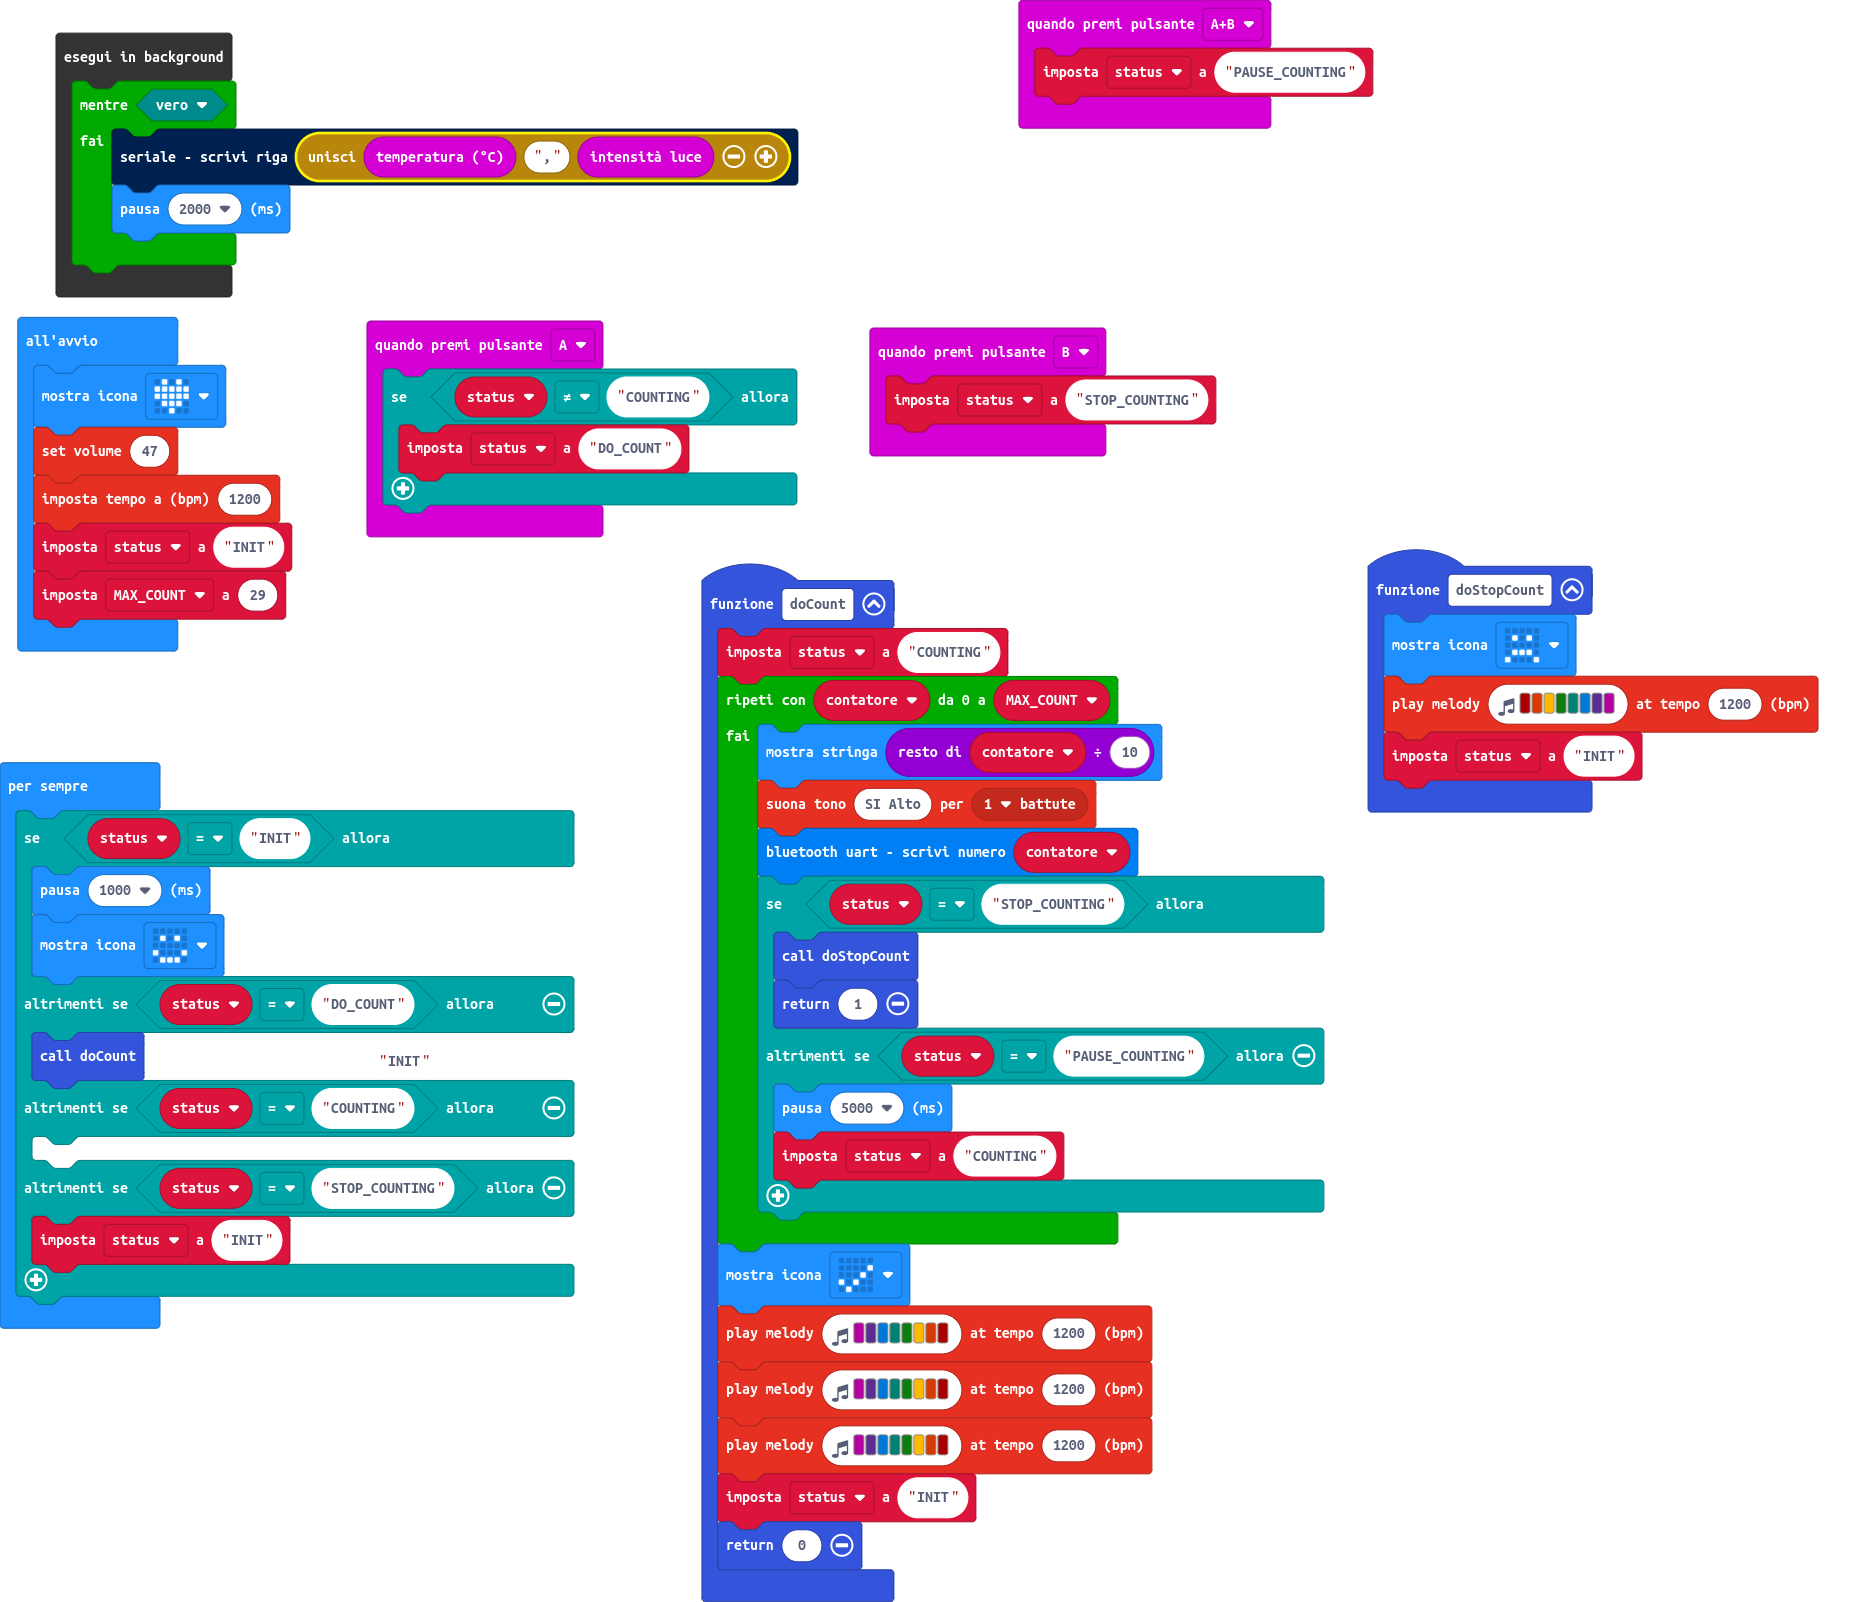 esegui in background
mentre vero
fai
seriale - scrivi riga unisci temperatura (°C) "," intensità luce
pausa 2000 (ms)
quando premi pulsante A+B
imposta status a "PAUSE_COUNTING"
all'avvio
mostra icona
set volume 47
imposta tempo a (bpm) 1200
imposta status a "INIT"
imposta MAX_COUNT a 29
quando premi pulsante A
se status ≠ "COUNTING" allora
imposta status a "DO_COUNT"
quando premi pulsante B
imposta status a "STOP_COUNTING"
funzione doCount
imposta status a "COUNTING"
ripeti con contatore da 0 a MAX_COUNT
fai
mostra stringa resto di contatore ÷ 10
suona tono SI Alto per 1 battute
bluetooth uart - scrivi numero contatore
se status = "STOP_COUNTING" allora
call doStopCount
return 1
altrimenti se status = "PAUSE_COUNTING" allora
pausa 5000 (ms)
imposta status a "COUNTING"
mostra icona
play melody at tempo 1200 (bpm)
play melody at tempo 1200 (bpm)
play melody at tempo 1200 (bpm)
imposta status a "INIT"
return 0
funzione doStopCount
mostra icona
play melody at tempo 1200 (bpm)
imposta status a "INIT"
per sempre
se status = "INIT" allora
pausa 1000 (ms)
mostra icona
altrimenti se status = "DO_COUNT" allora
call doCount
"INIT"
altrimenti se status = "COUNTING" allora
altrimenti se status = "STOP_COUNTING" allora
imposta status a "INIT"